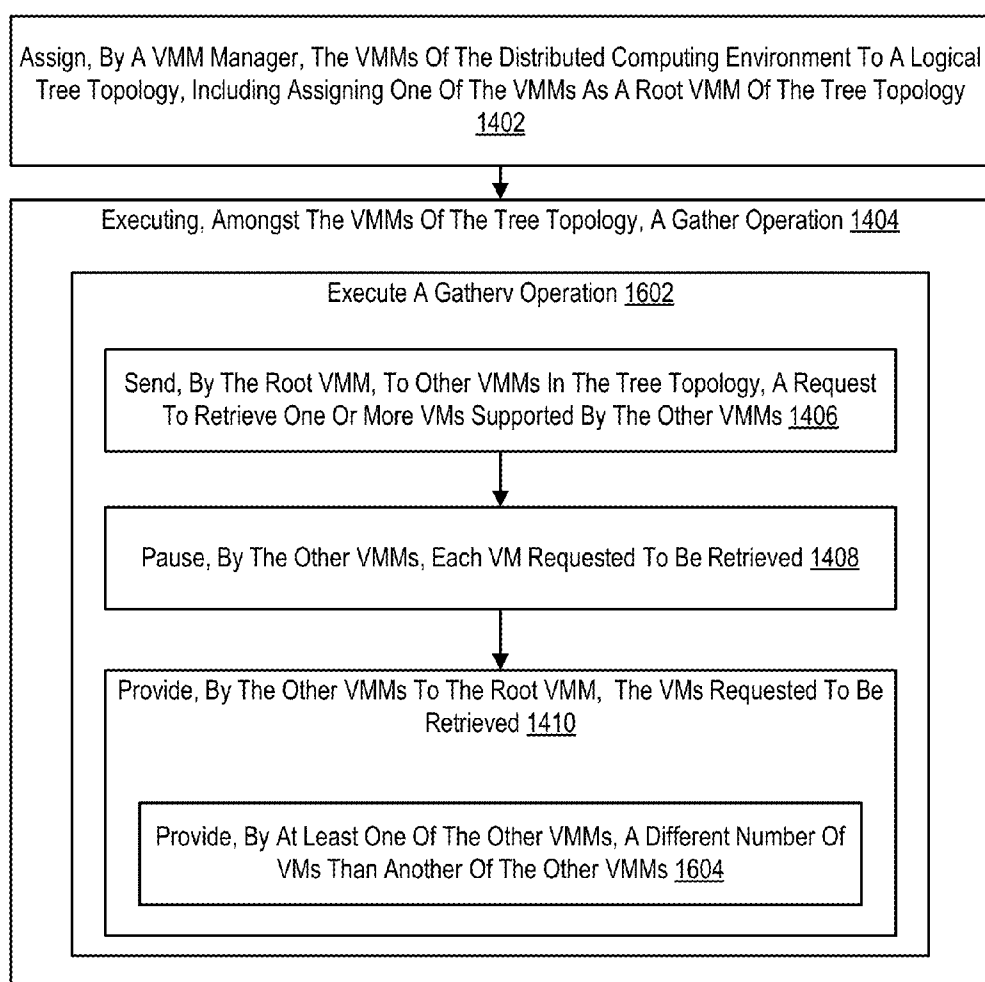 Assign, By A VMM Manager, The VMMs Of The Distributed Computing Environment To A Logical
Tree Topology, Including Assigning One Of The VMMs As A Root VMM Of The Tree Topology
1402
Executing, Amongst The VMMs Of The Tree Topology, A Gather Operation 1404
Execute A Gatherv Operation 1602
Send, By The Root VMM, To Other VMMs In The Tree Topology, A Request
To Retrieve One Or More VMs Supported By The Other VMMs 1406
Pause, By The Other VMMs, Each VM Requested To Be Retrieved 1408
Provide, By The Other VMMs To The Root VMM, The VMs Requested To Be
Retrieved 1410
Provide, By At Least One Of The Other VMMs, A Different Number Of
VMs Than Another Of The Other VMMs 1604